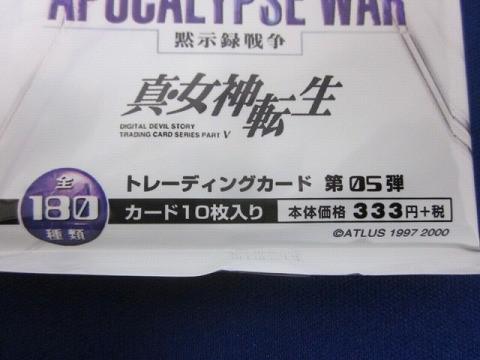 APOCALYPSE WAR
黙示録戦争
真・女神転生
DIGITAL DEVIL STORY
TRADING CARD SERIES PART V
全
180
種類
トレーディングカード 第05弾
カード10枚入り
本体価格 333円+税
©ATLUS 1997 2000